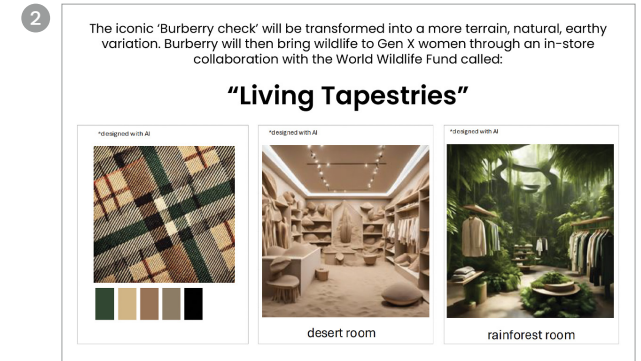 2
The iconic ‘Burberry check’ will be transformed into a more terrain, natural, earthy
variation. Burberry will then bring wildlife to Gen X women through an in-store
collaboration with the World Wildlife Fund called:
“Living Tapestries”
*designed with AI
*designed with AI
*designed with AI
desert room
rainforest room